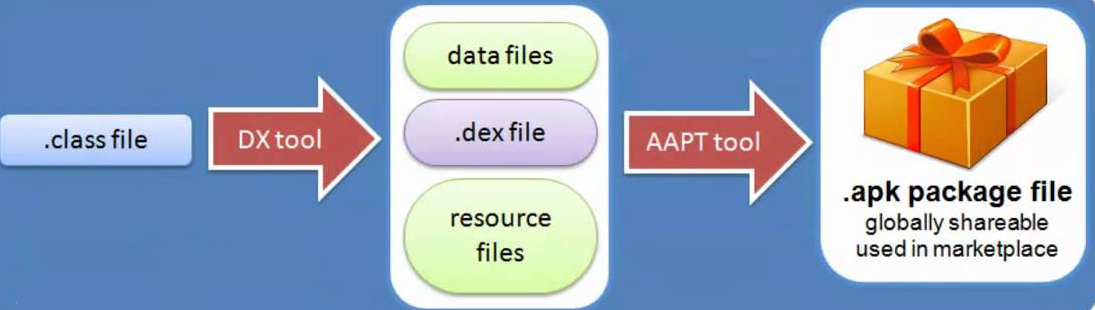 .class file
DX tool
data files
.dex file
resource
files
AAPT tool
.apk package file
globally shareable
used in marketplace